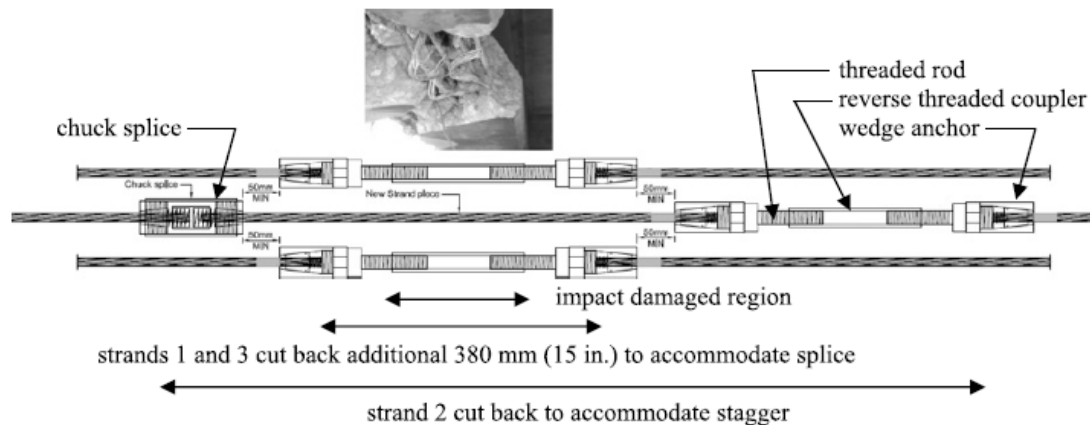 threaded rod
reverse threaded coupler
chuck splice
wedge anchor
Chuck splice
50mm
MIN
New Strand piece
50mm
MIN
50mm
MIN
50mm
MIN
impact damaged region
strands 1 and 3 cut back additional 380 mm (15 in.) to accommodate splice
strand 2 cut back to accommodate stagger